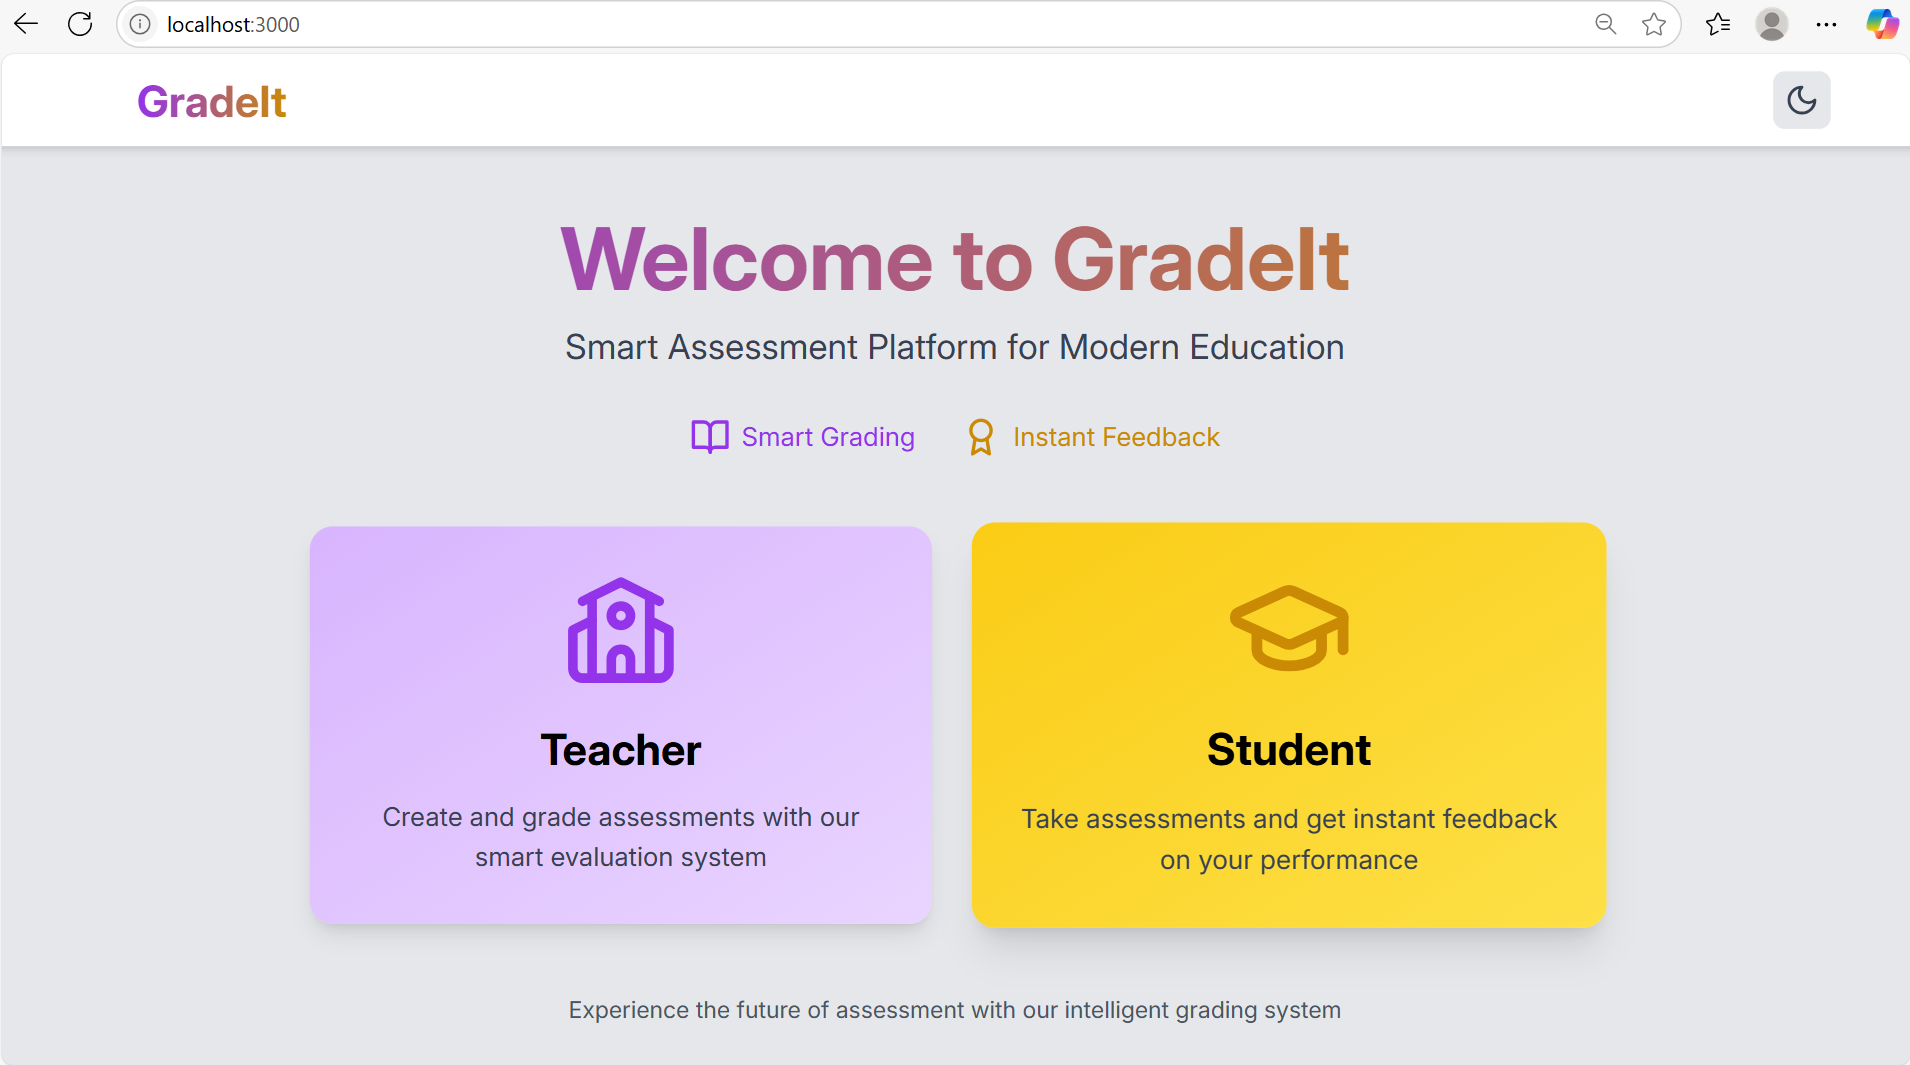 localhost:3000
GradeIt
Welcome to GradeIt
Smart Assessment Platform for Modern Education
Smart Grading
Instant Feedback
Teacher
Create and grade assessments with our
smart evaluation system
Student
Take assessments and get instant feedback
on your performance
Experience the future of assessment with our intelligent grading system